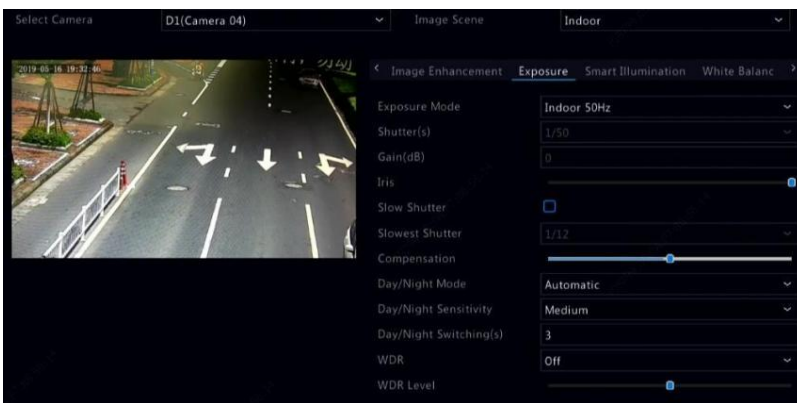 Select Camera D1(Camera 04) Image Scene Indoor
2019-05-16 19:32:46
Image Enhancement Exposure Smart Illumination White Balanc
Exposure Mode Indoor 50Hz
Shutter(s) 1/50
Gain(dB) 0
Iris
Slow Shutter
Slowest Shutter 1/12
Compensation
Day/Night Mode Automatic
Day/Night Sensitivity Medium
Day/Night Switching(s) 3
WDR Off
WDR Level